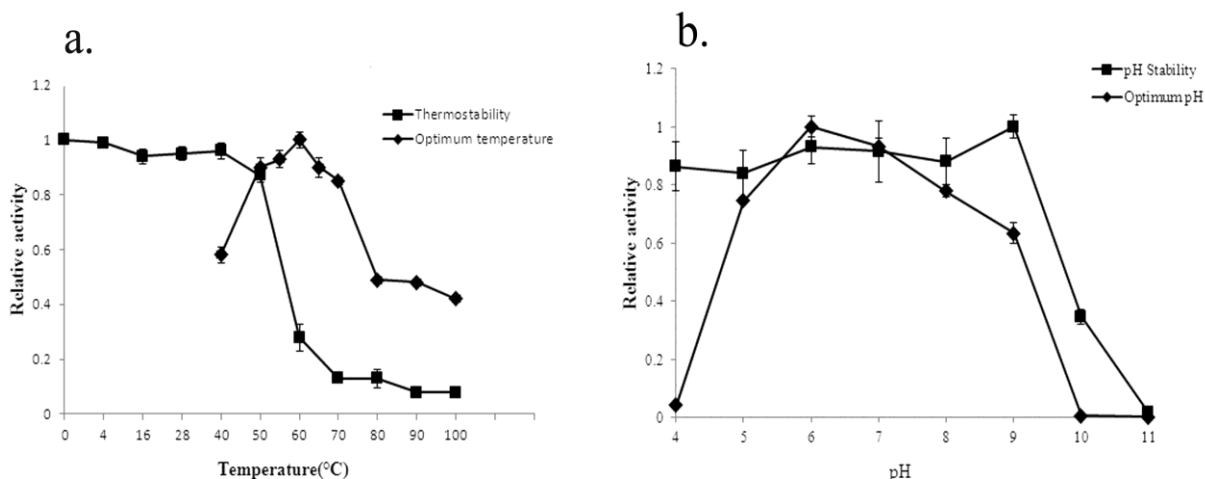 a.
1.2
1
0.8
0.6
0.4
0.2
0
Relative activity
Thermostability
Optimum temperature
0 4 16 28 40 50 60 70 80 90 100
Temperature(°C)
b.
1.2
1
0.8
0.6
0.4
0.2
0
Relative activity
pH Stability
Optimum pH
4 5 6 7 8 9 10 11
pH